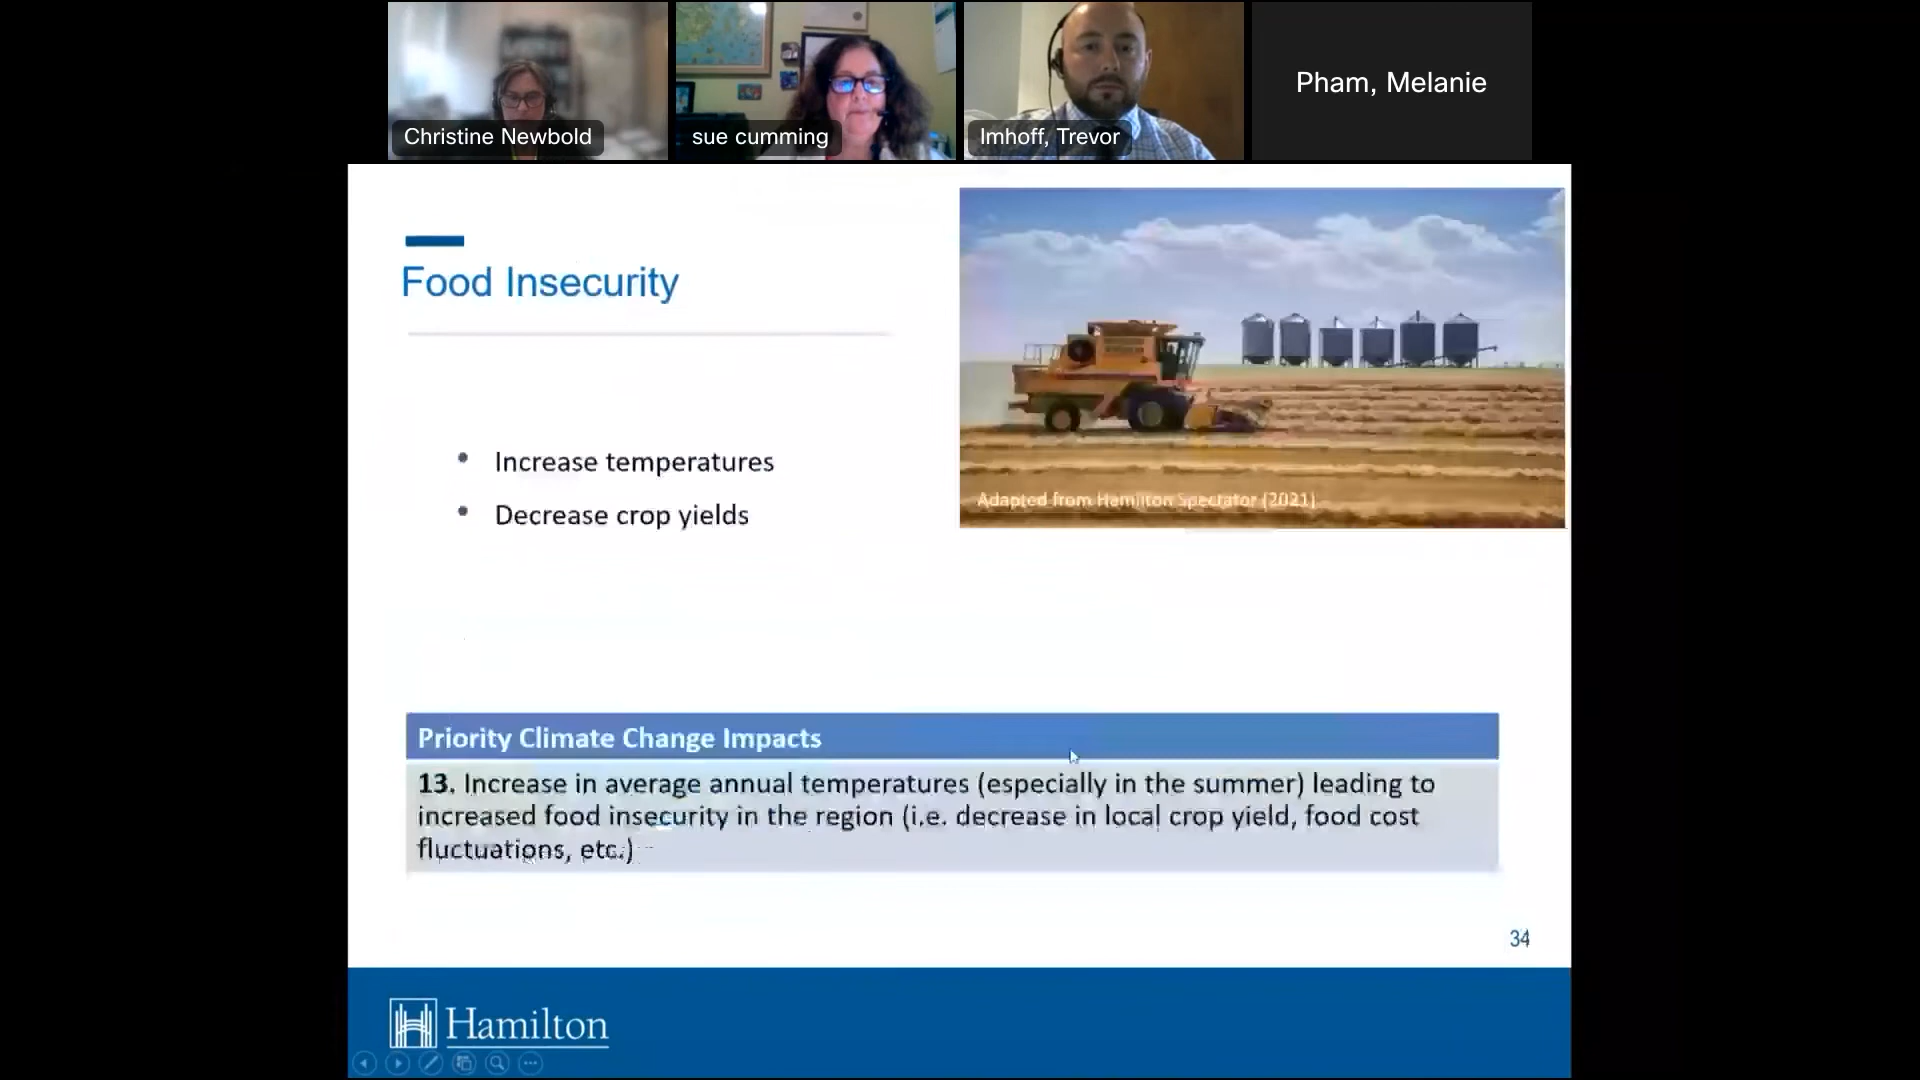 Christine Newbold
sue cumming
Imhoff, Trevor
Pham, Melanie
Food Insecurity
• Increase temperatures
• Decrease crop yields
Adapted from Hamilton Spectator (2021)
Priority Climate Change Impacts
13. Increase in average annual temperatures (especially in the summer) leading to
increased food insecurity in the region (i.e. decrease in local crop yield, food cost
fluctuations, etc.)
34
Hamilton